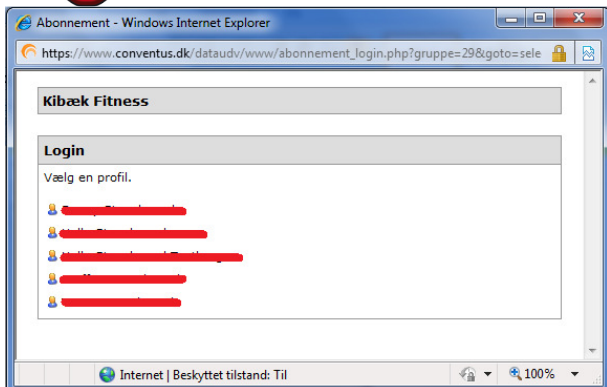 Abonnement - Windows Internet Explorer
https://www.conventus.dk/dataudv/www/abonnement_login.php?gruppe=29&goto=sele
Kibæk Fitness
Login
Vælg en profil.
Internet | Beskyttet tilstand: Til
100%